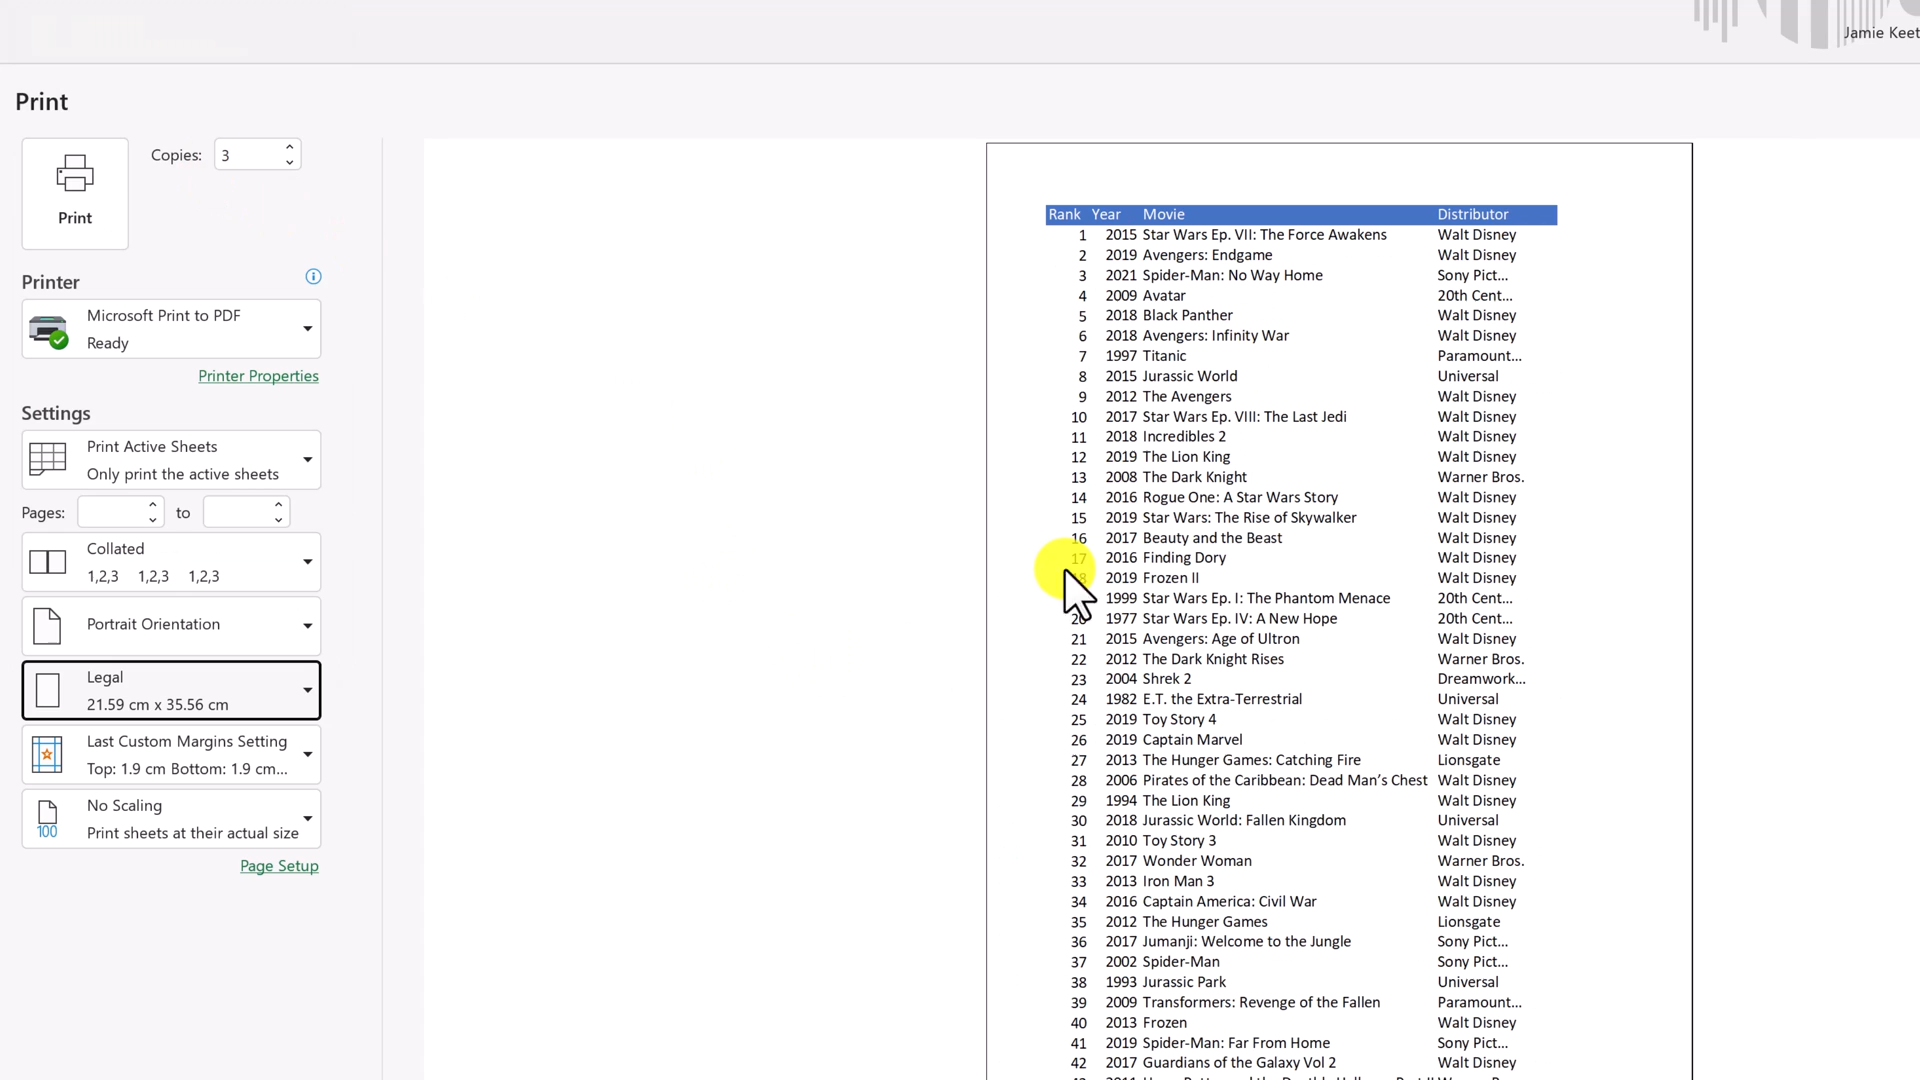 Jamie Keet
Print
Print
Copies: 3
Printer
Microsoft Print to PDF
Ready
Printer Properties
Settings
Print Active Sheets
Only print the active sheets
Pages: to
Collated
1,2,3 1,2,3 1,2,3
Portrait Orientation
Legal
21.59 cm x 35.56 cm
Last Custom Margins Setting
Top: 1.9 cm Bottom: 1.9 cm...
No Scaling
100
Print sheets at their actual size
Page Setup
Rank Year Movie Distributor
1 2015 Star Wars Ep. VII: The Force Awakens Walt Disney
2 2019 Avengers: Endgame Walt Disney
3 2021 Spider-Man: No Way Home Sony Pict...
4 2009 Avatar 20th Cent...
5 2018 Black Panther Walt Disney
6 2018 Avengers: Infinity War Walt Disney
7 1997 Titanic Paramount...
8 2015 Jurassic World Universal
9 2012 The Avengers Walt Disney
10 2017 Star Wars Ep. VIII: The Last Jedi Walt Disney
11 2018 Incredibles 2 Walt Disney
12 2019 The Lion King Walt Disney
13 2008 The Dark Knight Warner Bros.
14 2016 Rogue One: A Star Wars Story Walt Disney
15 2019 Star Wars: The Rise of Skywalker Walt Disney
16 2017 Beauty and the Beast Walt Disney
17 2016 Finding Dory Walt Disney
2019 Frozen II Walt Disney
1999 Star Wars Ep. I: The Phantom Menace 20th Cent...
20 1977 Star Wars Ep. IV: A New Hope 20th Cent...
21 2015 Avengers: Age of Ultron Walt Disney
22 2012 The Dark Knight Rises Warner Bros.
23 2004 Shrek 2 Dreamwork...
24 1982 E.T. the Extra-Terrestrial Universal
25 2019 Toy Story 4 Walt Disney
26 2019 Captain Marvel Walt Disney
27 2013 The Hunger Games: Catching Fire Lionsgate
28 2006 Pirates of the Caribbean: Dead Man’s Chest Walt Disney
29 1994 The Lion King Walt Disney
30 2018 Jurassic World: Fallen Kingdom Universal
31 2010 Toy Story 3 Walt Disney
32 2017 Wonder Woman Warner Bros.
33 2013 Iron Man 3 Walt Disney
34 2016 Captain America: Civil War Walt Disney
35 2012 The Hunger Games Lionsgate
36 2017 Jumanji: Welcome to the Jungle Sony Pict...
37 2002 Spider-Man Sony Pict...
38 1993 Jurassic Park Universal
39 2009 Transformers: Revenge of the Fallen Paramount...
40 2013 Frozen Walt Disney
41 2019 Spider-Man: Far From Home Sony Pict...
42 2017 Guardians of the Galaxy Vol 2 Walt Disney